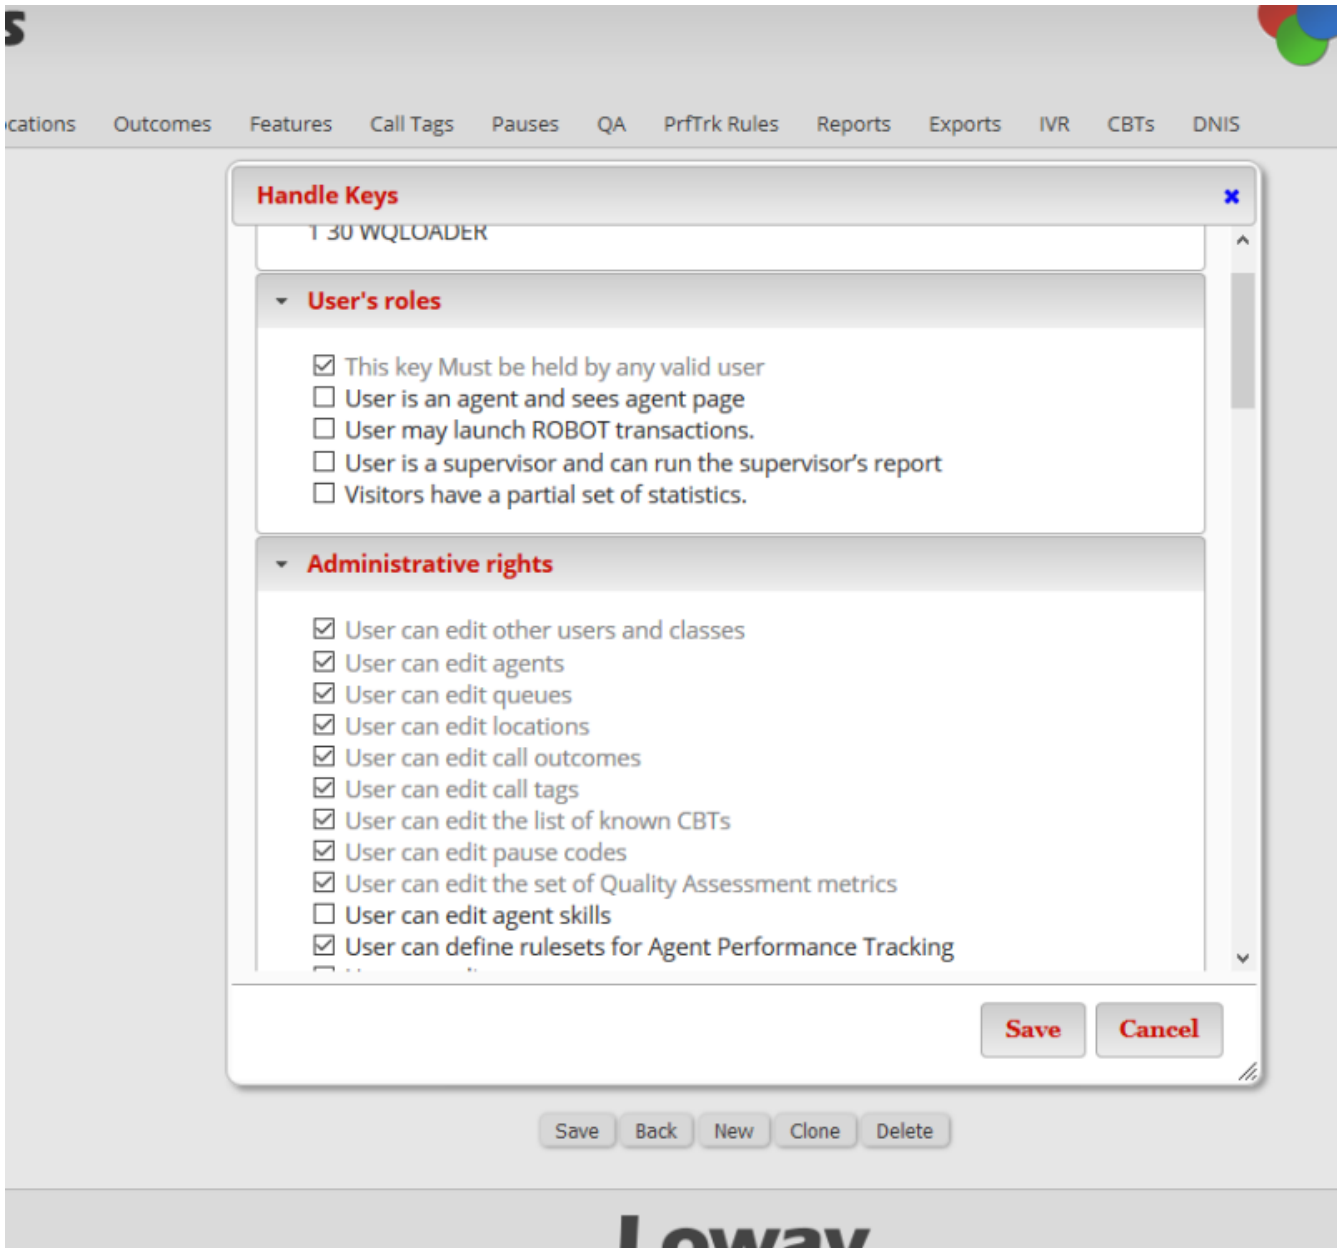 s
cations Outcomes Features Call Tags Pauses QA PrfTrk Rules Reports Exports IVR CBTs DNIS
Handle Keys
1 30 WQLOADER
User's roles
This key Must be held by any valid user
User is an agent and sees agent page
User may launch ROBOT transactions.
User is a supervisor and can run the supervisor's report
Visitors have a partial set of statistics.
Administrative rights
User can edit other users and classes
User can edit agents
User can edit queues
User can edit locations
User can edit call outcomes
User can edit call tags
User can edit the list of known CBTs
User can edit pause codes
User can edit the set of Quality Assessment metrics
User can edit agent skills
User can define rulesets for Agent Performance Tracking
Save Cancel
Save Back New Clone Delete
Loway